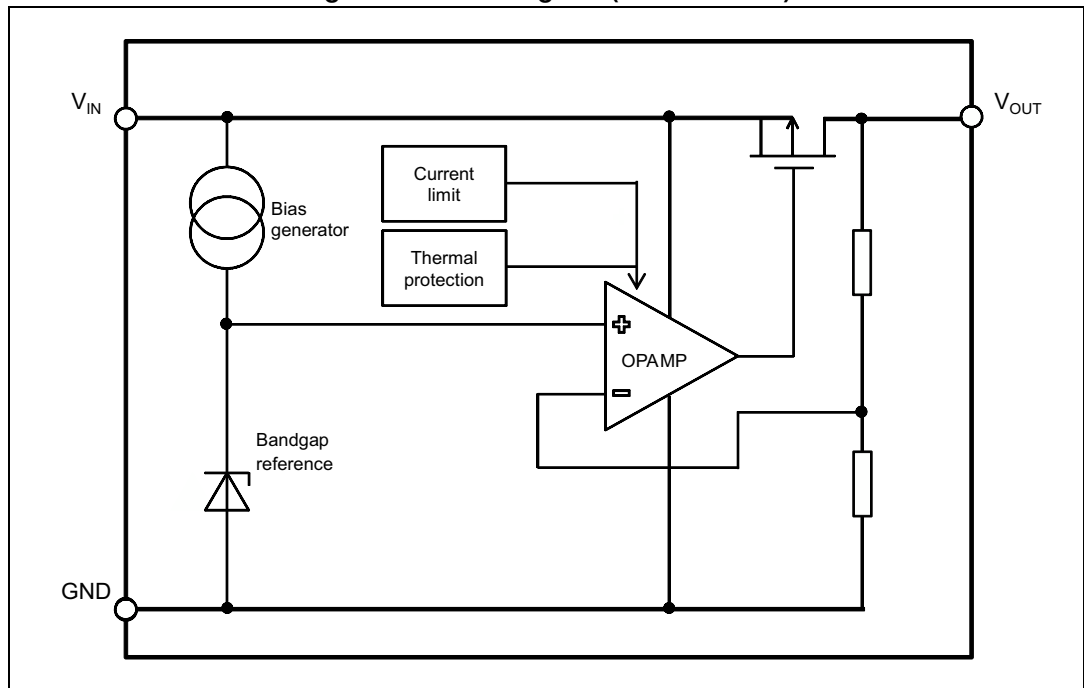 V_IN
V_OUT
Current
limit
Bias
generator
Thermal
protection
+
OPAMP
-
Bandgap
reference
GND